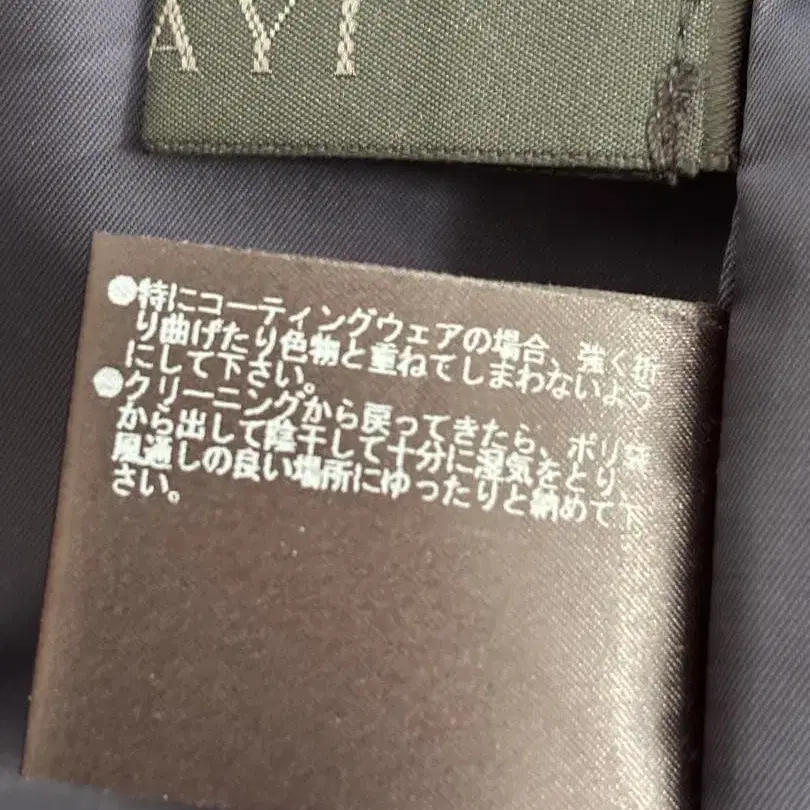 AYI
●特にコーティングウェアの場合、強く折
り曲げたり色物と重ねてしまわないよう
にして下さい。
●クリーニングから戻ってきたら、ポリ袋
から出して陰干して十分に湿気をとり、
風通しの良い場所にゆったりと納めて下
さい。